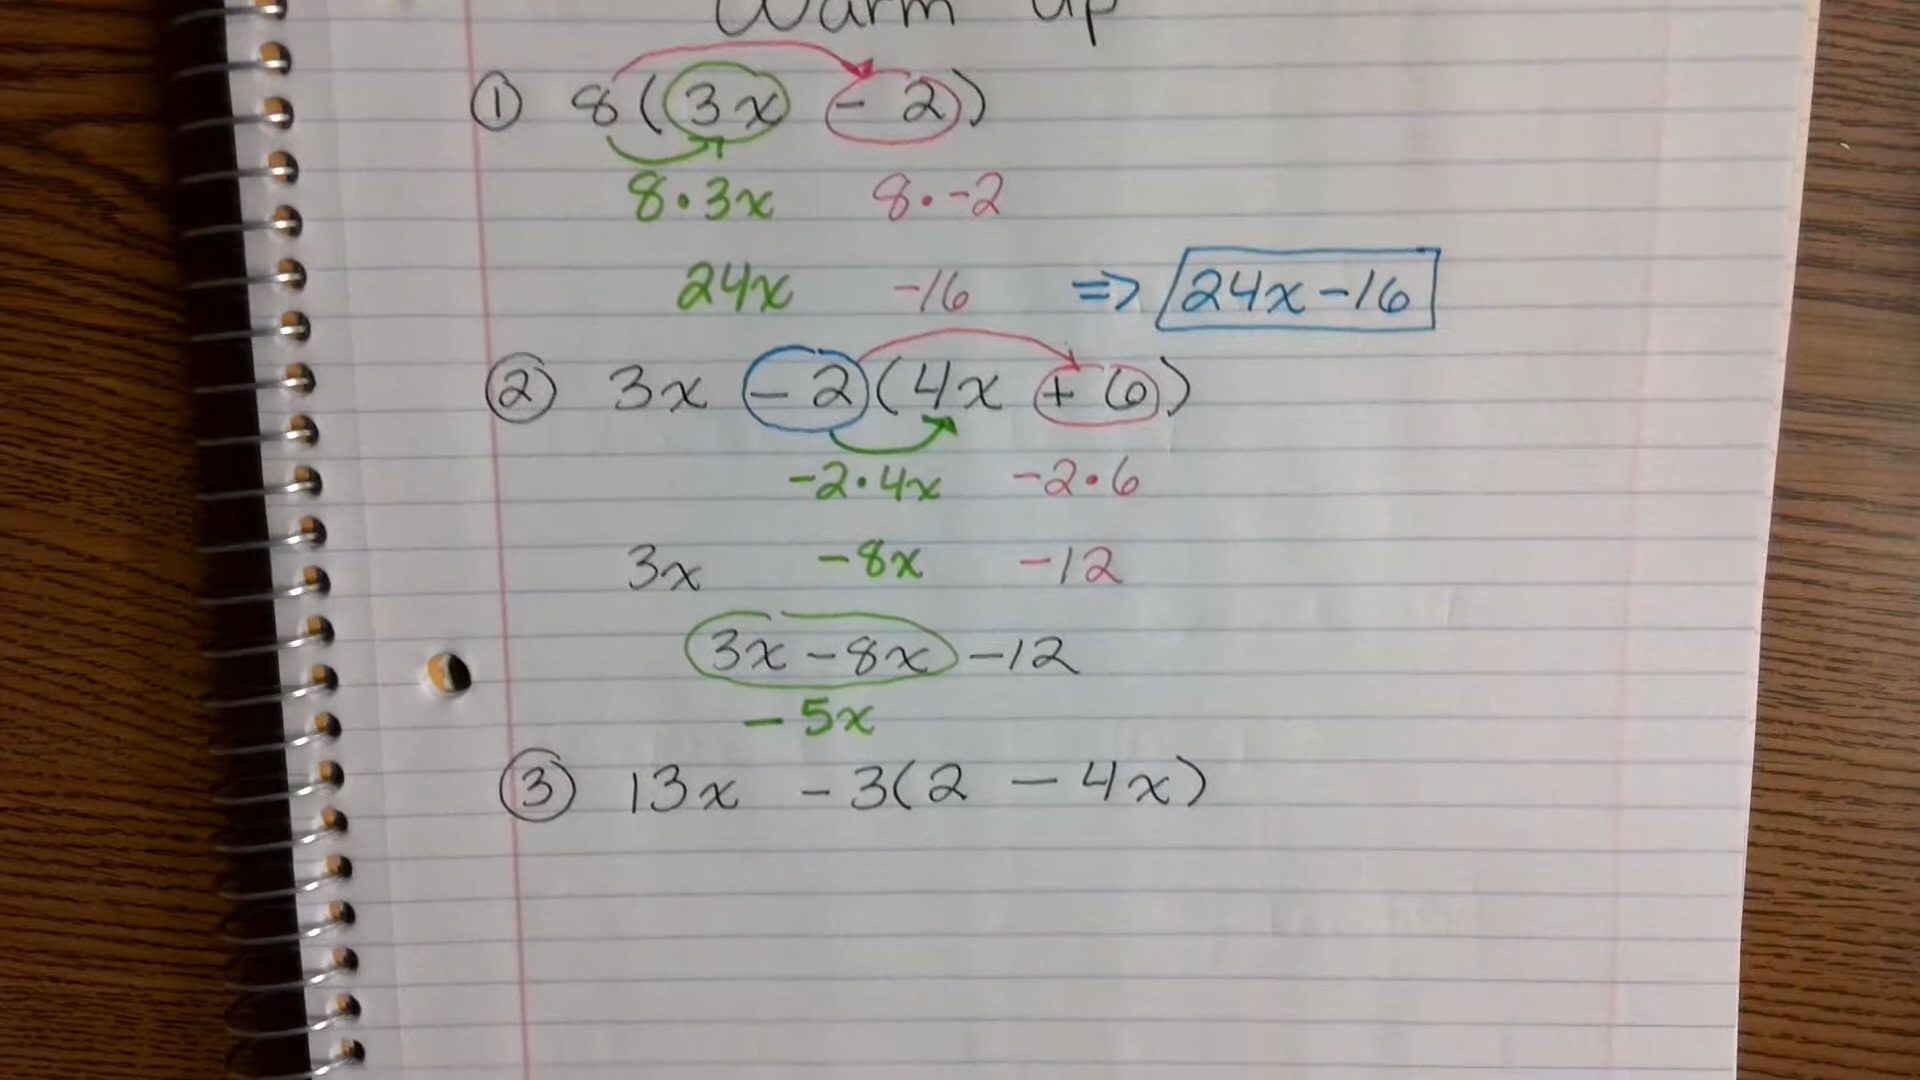 Warm up
① 8(3x - 2)
8·3x 8·-2
24x -16 => 24x-16
② 3x -2(4x + 6)
-2·4x -2·6
3x -8x -12
3x-8x-12
-5x
③ 13x -3(2 - 4x)